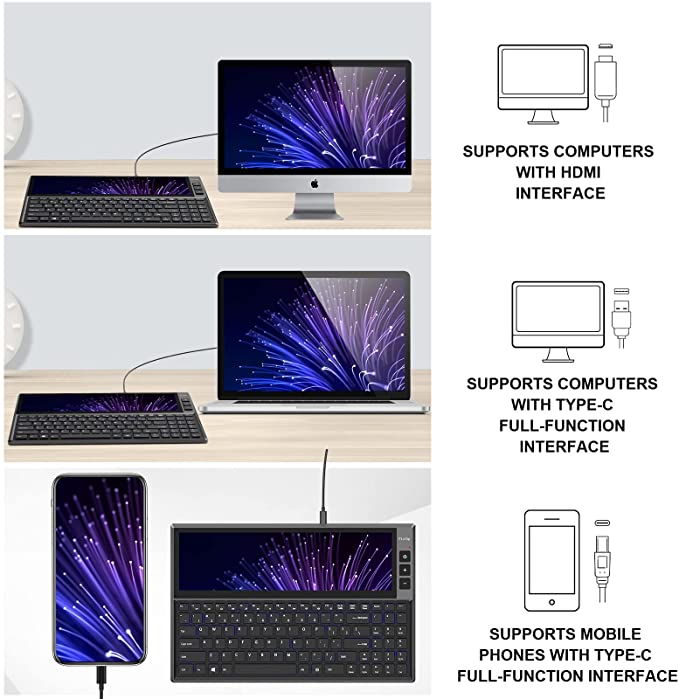 SUPPORTS COMPUTERS
WITH HDMI
INTERFACE
SUPPORTS COMPUTERS
WITH TYPE-C
FULL-FUNCTION
INTERFACE
SUPPORTS MOBILE
PHONES WITH TYPE-C
FULL-FUNCTION INTERFACE